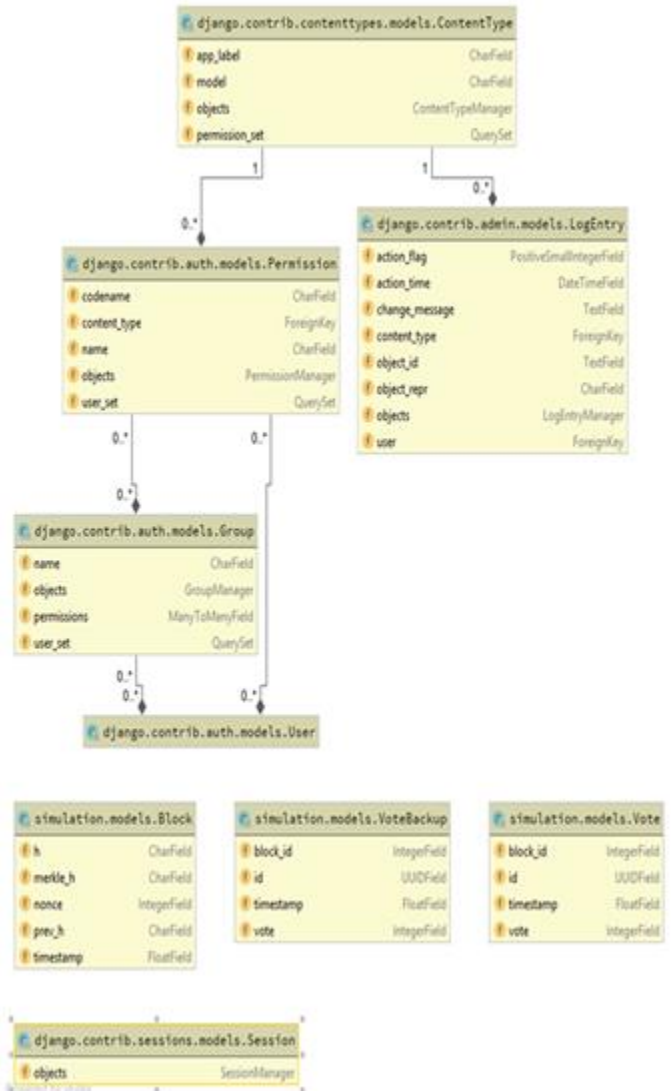 django.contrib.contenttypes.models.ContentType
app_label CharField
model CharField
objects ContentTypeManager
permission_set QuerySet
1 1
0..*
0..*
django.contrib.admin.models.LogEntry
action_flag PositiveSmallIntegerField
action_time DateTimeField
change_message TextField
content_type ForeignKey
object_id TextField
object_repr CharField
objects LogEntryManager
user ForeignKey
django.contrib.auth.models.Permission
codename CharField
content_type ForeignKey
name CharField
objects PermissionManager
user_set QuerySet
0..* 0..*
0..*
django.contrib.auth.models.Group
name CharField
objects GroupManager
permissions ManyToManyField
user_set QuerySet
0..*
0..* 0..*
django.contrib.auth.models.User
simulation.models.Block
h CharField
merkle_h CharField
nonce IntegerField
prev_h CharField
timestamp FloatField
simulation.models.VoteBackup
block_id IntegerField
id UUIDField
timestamp FloatField
vote IntegerField
simulation.models.Vote
block_id IntegerField
id UUIDField
timestamp FloatField
vote IntegerField
django.contrib.sessions.models.Session
objects SessionManager